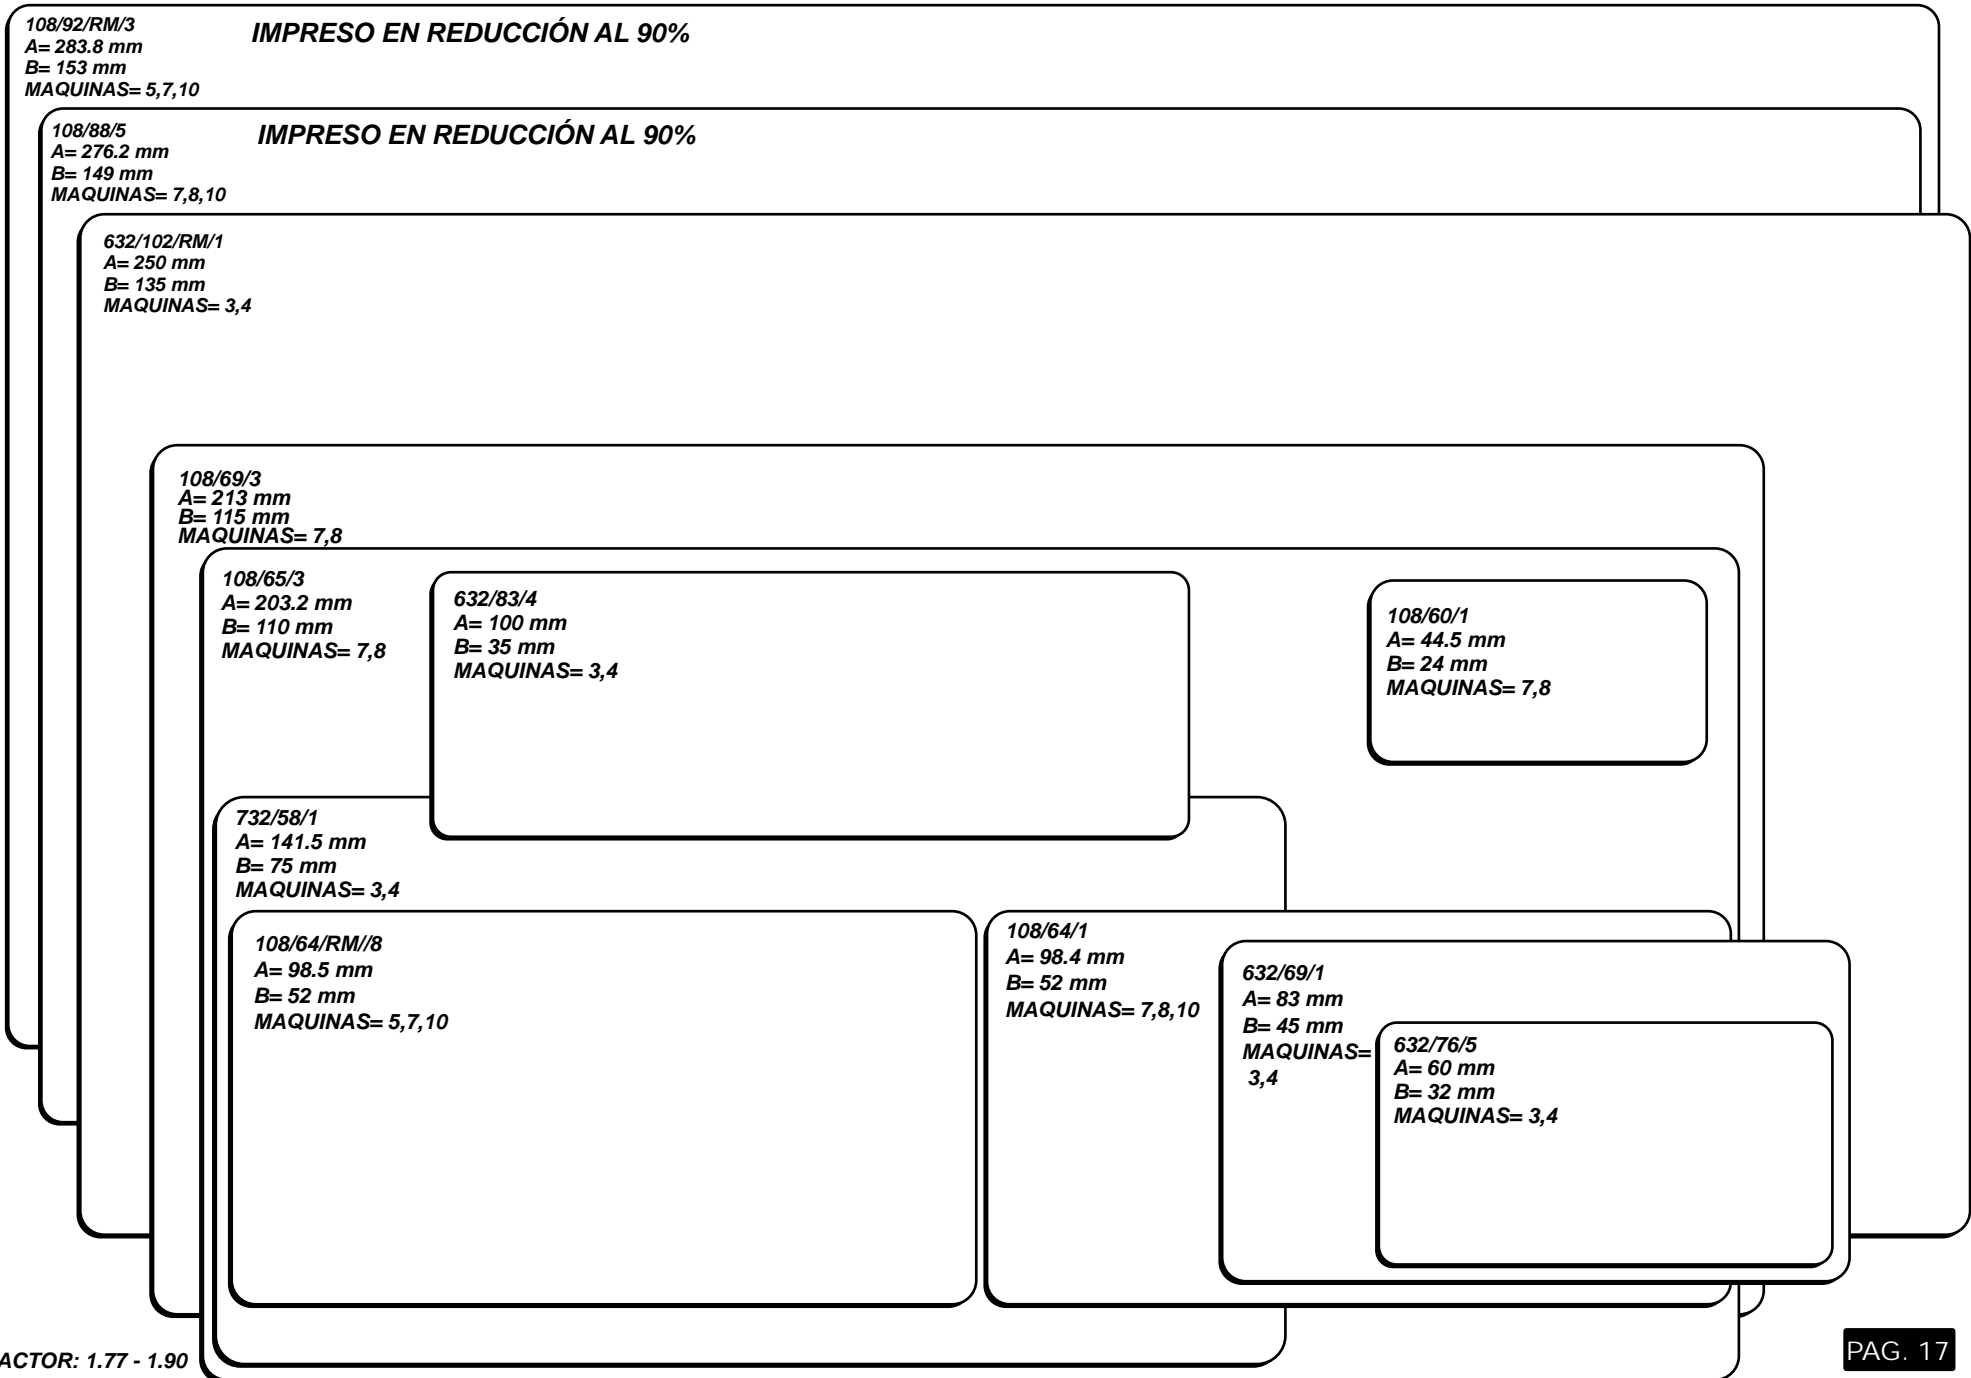 108/92/RM/3
A= 283.8 mm
B= 153 mm
MAQUINAS= 5,7,10
IMPRESO EN REDUCCIÓN AL 90%
108/88/5
A= 276.2 mm
B= 149 mm
MAQUINAS= 7,8,10
IMPRESO EN REDUCCIÓN AL 90%
632/102/RM/1
A= 250 mm
B= 135 mm
MAQUINAS= 3,4
108/69/3
A= 213 mm
B= 115 mm
MAQUINAS= 7,8
108/65/3
A= 203.2 mm
B= 110 mm
MAQUINAS= 7,8
632/83/4
A= 100 mm
B= 35 mm
MAQUINAS= 3,4
108/60/1
A= 44.5 mm
B= 24 mm
MAQUINAS= 7,8
732/58/1
A= 141.5 mm
B= 75 mm
MAQUINAS= 3,4
108/64/RM//8
A= 98.5 mm
B= 52 mm
MAQUINAS= 5,7,10
108/64/1
A= 98.4 mm
B= 52 mm
MAQUINAS= 7,8,10
632/69/1
A= 83 mm
B= 45 mm
MAQUINAS=
3,4
632/76/5
A= 60 mm
B= 32 mm
MAQUINAS= 3,4
ACTOR: 1.77 - 1.90
PAG. 17